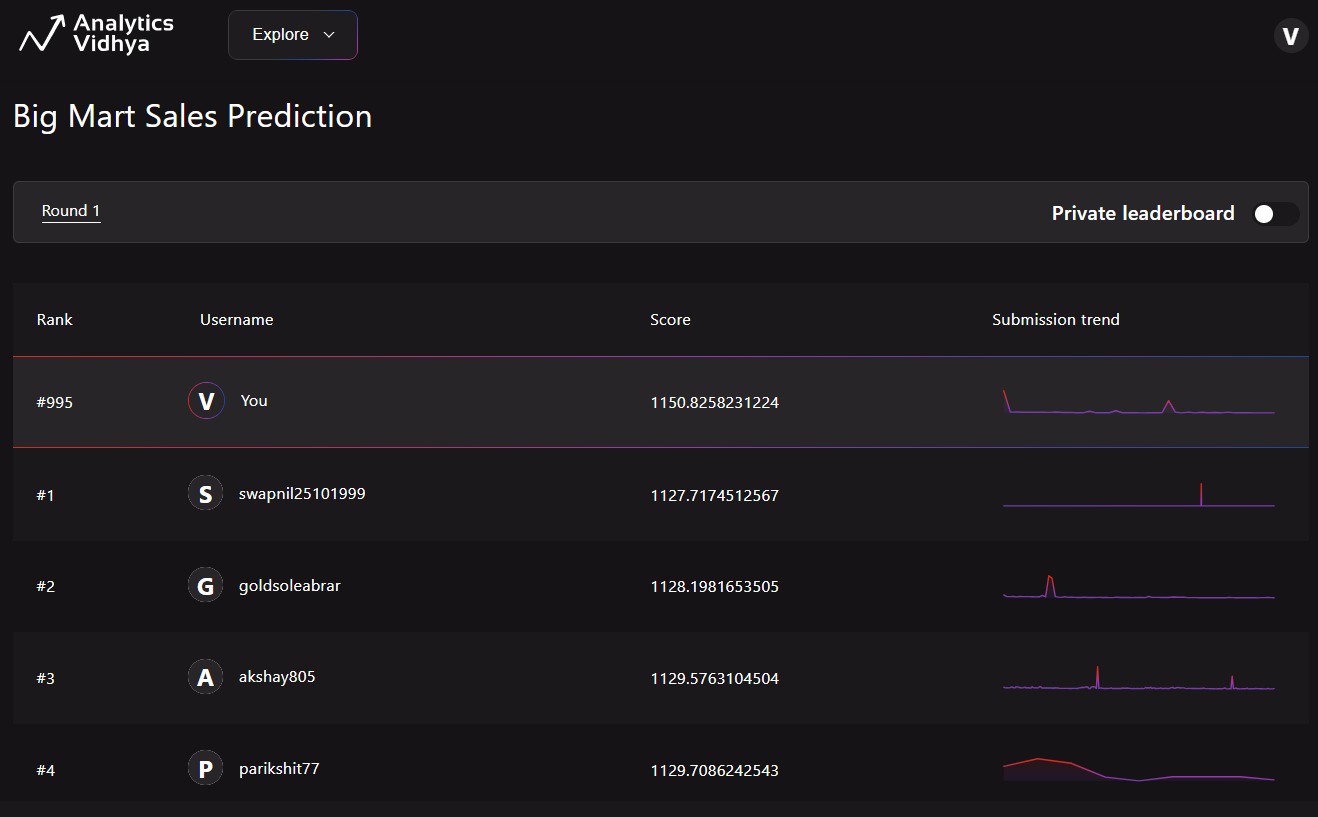 Analytics
Vidhya
Explore
V
Big Mart Sales Prediction
Round 1 Private leaderboard
Rank Username Score Submission trend
#995 V You 1150.8258231224
#1 S swapnil25101999 1127.7174512567
#2 G goldsoleabrar 1128.1981653505
#3 A akshay805 1129.5763104504
#4 P parikshit77 1129.7086242543